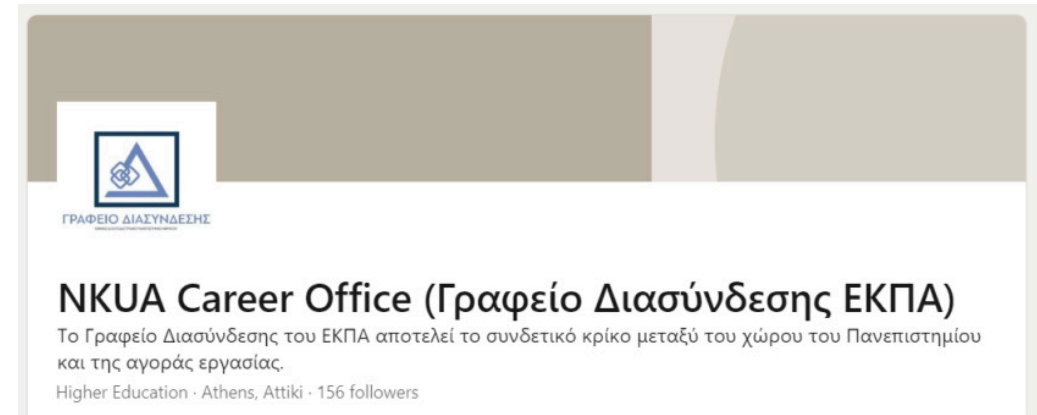 ΓΡΑΦΕΙΟ ΔΙΑΣΥΝΔΕΣΗΣ
NKUA Career Office (Γραφείο Διασύνδεσης ΕΚΠΑ)
Το Γραφείο Διασύνδεσης του ΕΚΠΑ αποτελεί το συνδετικό κρίκο μεταξύ του χώρου του Πανεπιστημίου
και της αγοράς εργασίας.
Higher Education · Athens, Attiki · 156 followers